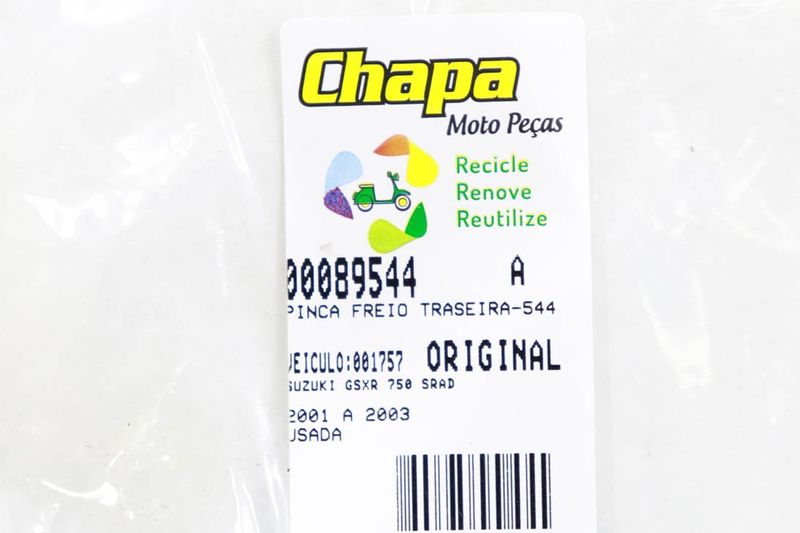 Chapa
Moto Peças
Recicle
Renove
Reutilize
00089544 A
PINCA FREIO TRASEIRA-544
VEICULO:001757 ORIGINAL
SUZUKI GSXR 750 SRAD
2001 A 2003
USADA